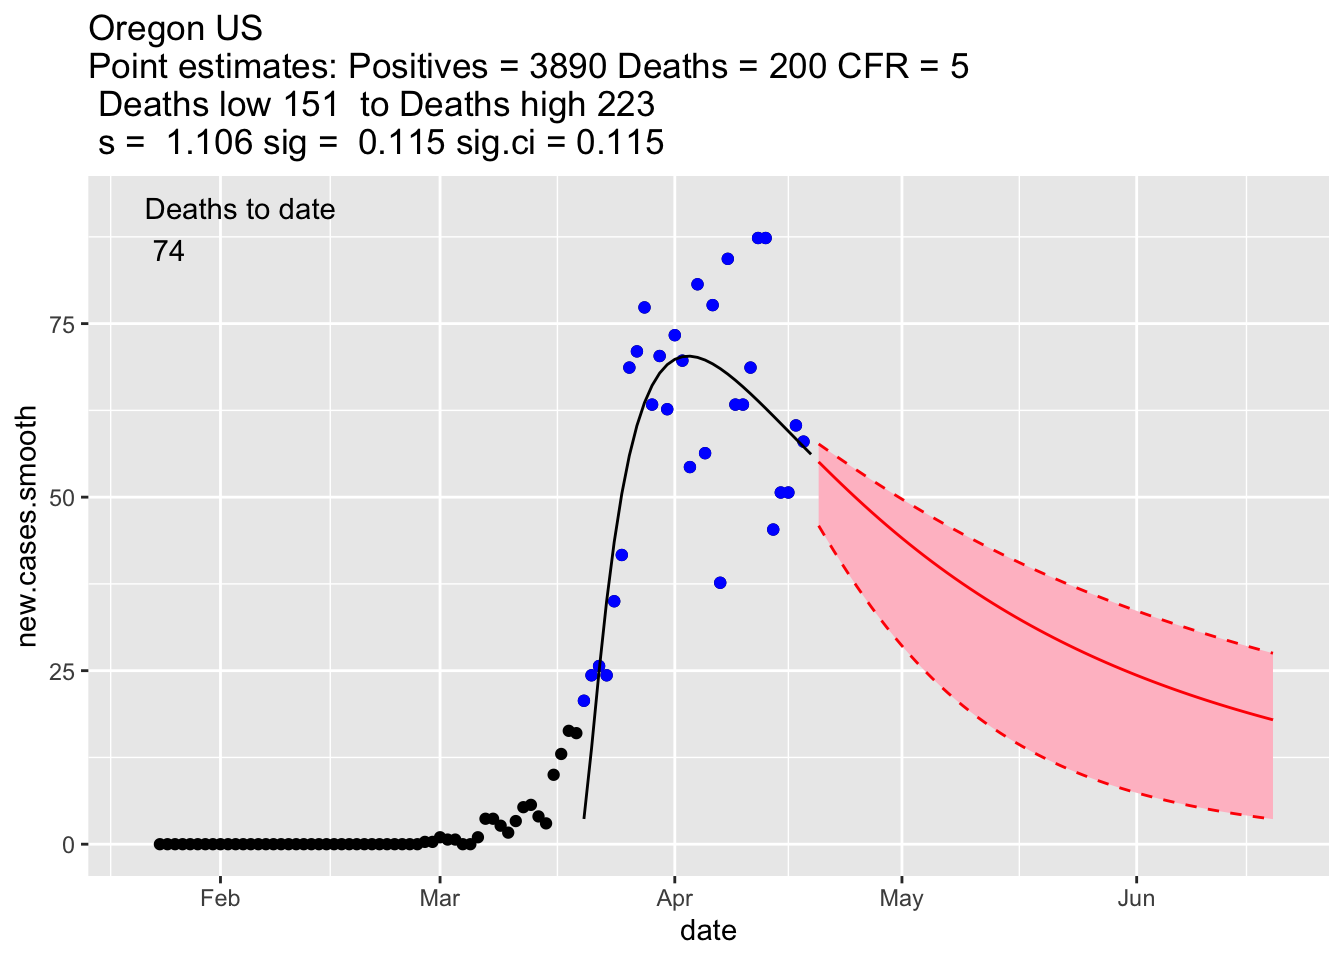 Oregon US
Point estimates: Positives = 3890 Deaths = 200 CFR = 5
Deaths low 151  to Deaths high 223
s =  1.106 sig =  0.115 sig.ci = 0.115
Deaths to date
74
75
50
25
0
new.cases.smooth
Feb Mar Apr May Jun
date